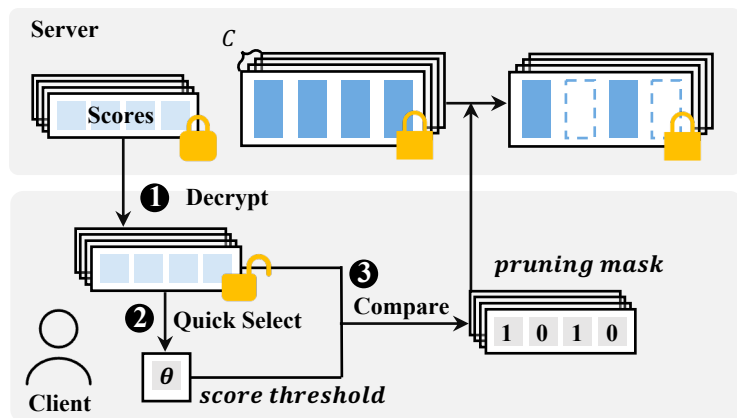 Server
C
Scores
❶ Decrypt
❸
pruning mask
❷ Quick Select
Compare
1 0 1 0
θ
score threshold
Client